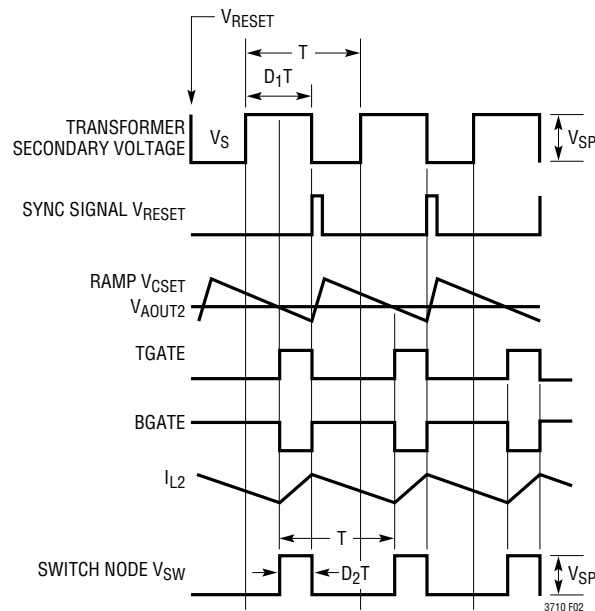 VRESET
T
D1T
TRANSFORMER
SECONDARY VOLTAGE
VS
VSP
SYNC SIGNAL VRESET
RAMP VCSET
VAOUT2
TGATE
BGATE
IL2
T
SWITCH NODE VSW
D2T
VSP
3710 F02